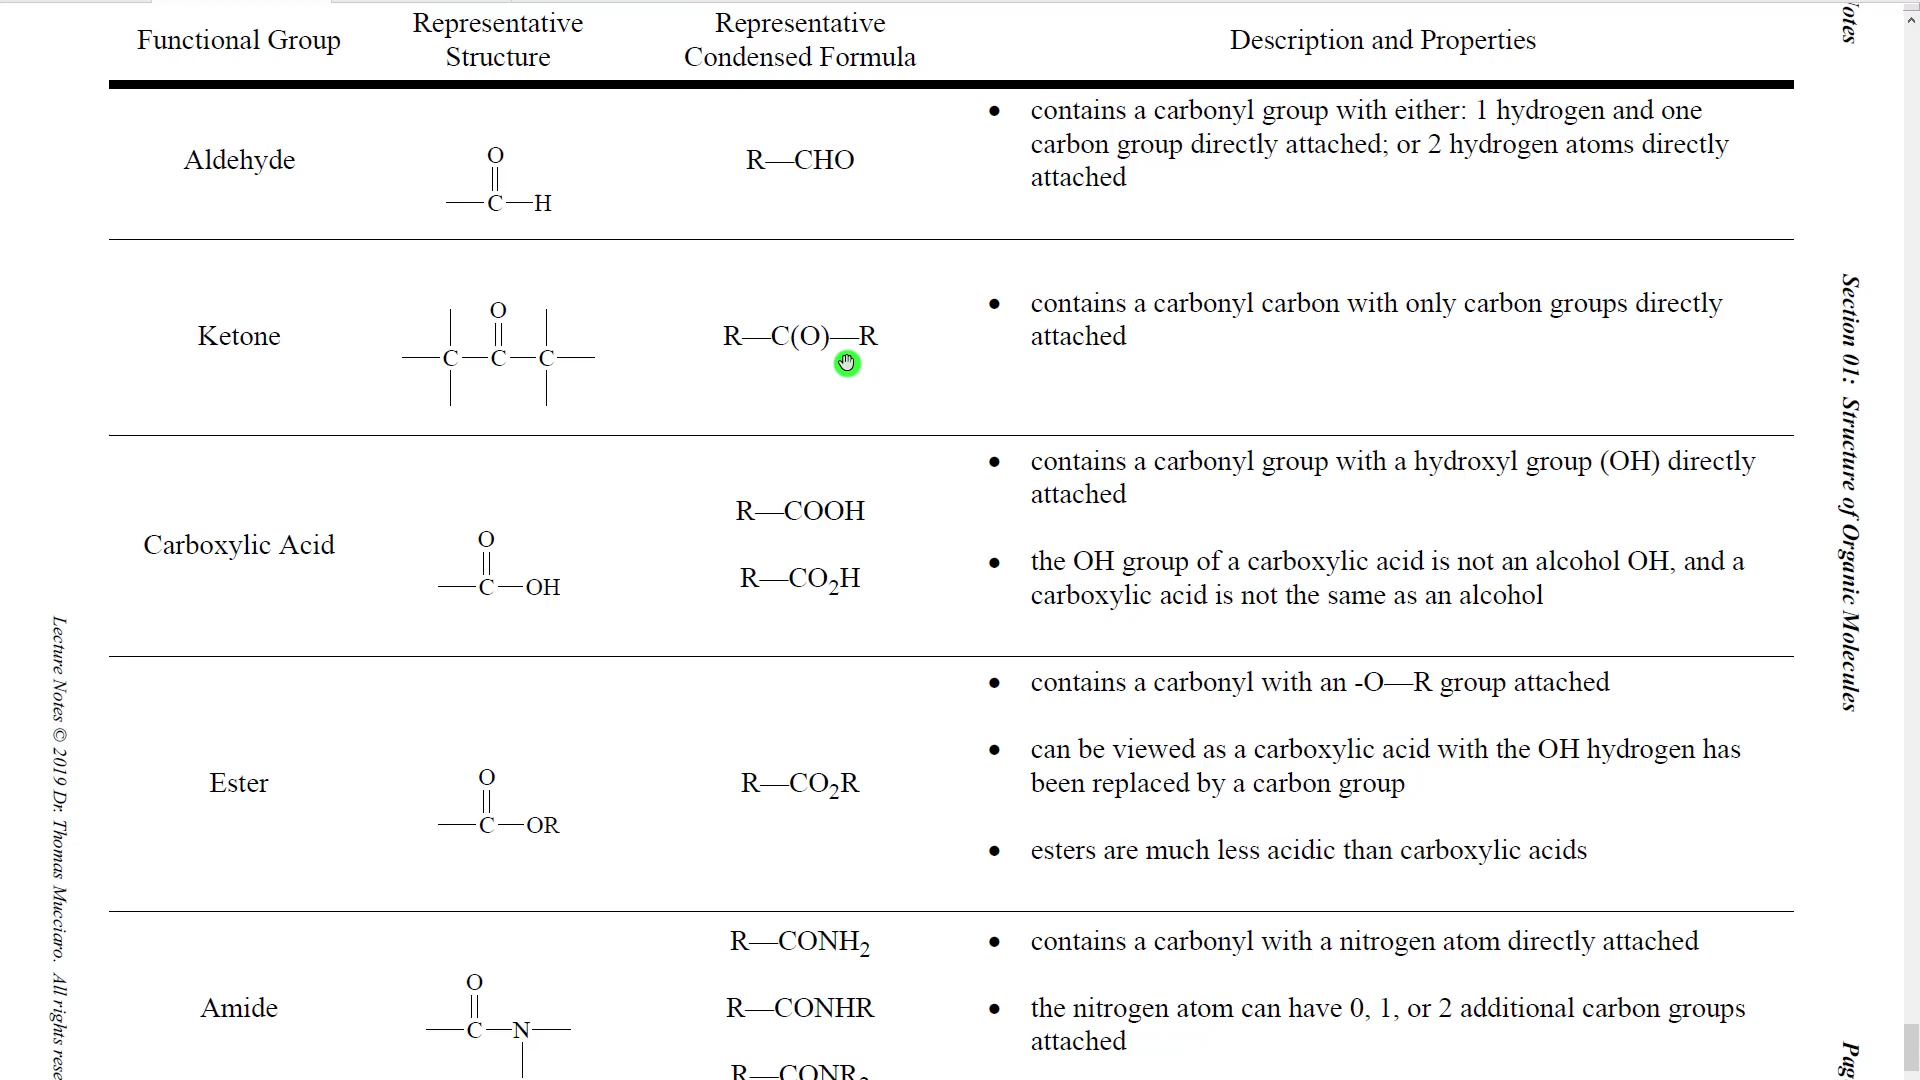 Functional Group
Representative
Structure
Representative
Condensed Formula
Description and Properties
Aldehyde
O
C H
R—CHO
• contains a carbonyl group with either: 1 hydrogen and one
carbon group directly attached; or 2 hydrogen atoms directly
attached
Ketone
O
C C C
R—C(O)—R
• contains a carbonyl carbon with only carbon groups directly
attached
Carboxylic Acid
O
C OH
R—COOH
R—CO₂H
• contains a carbonyl group with a hydroxyl group (OH) directly
attached
• the OH group of a carboxylic acid is not an alcohol OH, and a
carboxylic acid is not the same as an alcohol
Ester
O
C OR
R—CO₂R
• contains a carbonyl with an -O—R group attached
• can be viewed as a carboxylic acid with the OH hydrogen has
been replaced by a carbon group
• esters are much less acidic than carboxylic acids
Amide
O
C N
R—CONH₂
R—CONHR
R—CONR₂
• contains a carbonyl with a nitrogen atom directly attached
• the nitrogen atom can have 0, 1, or 2 additional carbon groups
attached
Lecture Notes © 2019 Dr. Thomas Mucciaro. All rights rese
otes
Section 01: Structure of Organic Molecules
Pag